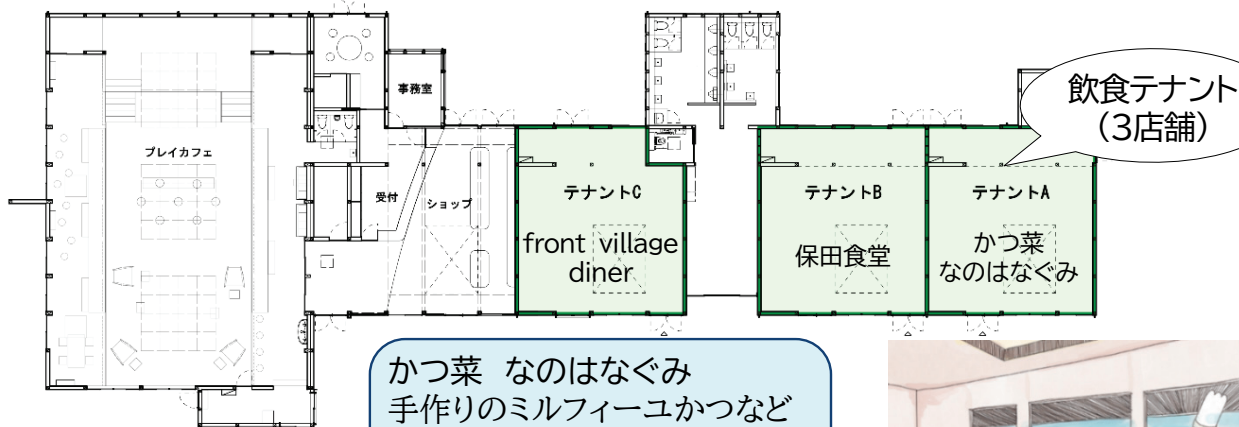 事務室
飲食テナント
（3店舗）
プレイカフェ
受付
ショップ
テナントC
テナントB
テナントA
front village
diner
保田食堂
かつ菜
なのはなぐみ
かつ菜 なのはなぐみ
手作りのミルフィーユかつなど